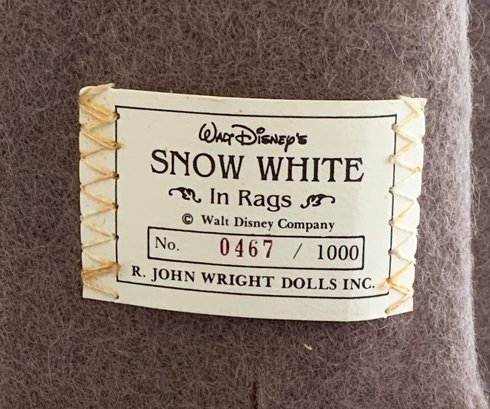 Walt Disney's
SNOW WHITE
In Rags
© Walt Disney Company
No. 0467 / 1000
R. JOHN WRIGHT DOLLS INC.